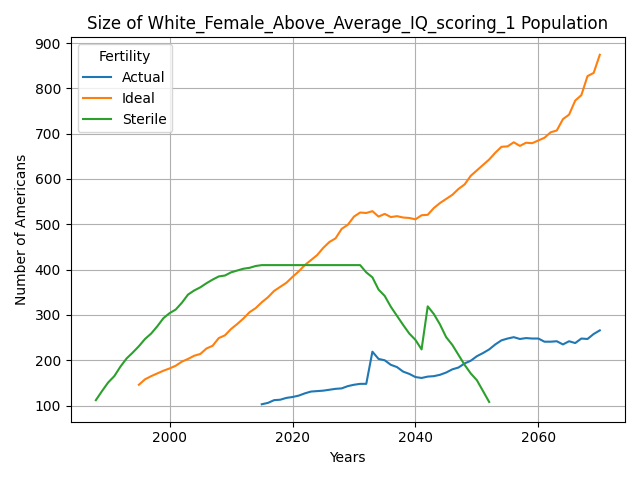 Size of White_Female_Above_Average_IQ_scoring_1 Population
Number of Americans
900
800
700
600
500
400
300
200
100
Fertility
Actual
Ideal
Sterile
2000
2020
2040
2060
Years